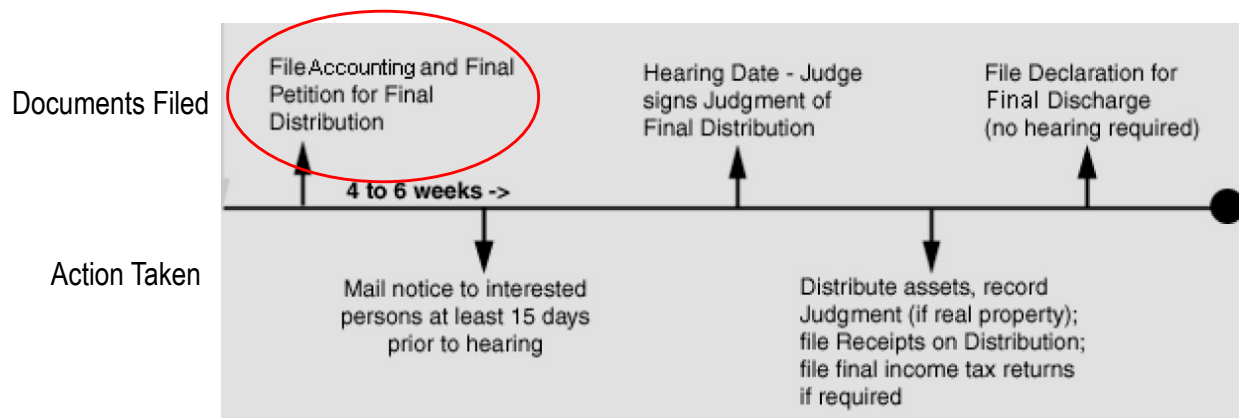 Documents Filed
File Accounting and Final
Petition for Final
Distribution
Hearing Date - Judge
signs Judgment of
Final Distribution
File Declaration for
Final Discharge
(no hearing required)
4 to 6 weeks ->
Action Taken
Mail notice to interested
persons at least 15 days
prior to hearing
Distribute assets, record
Judgment (if real property);
file Receipts on Distribution;
file final income tax returns
if required